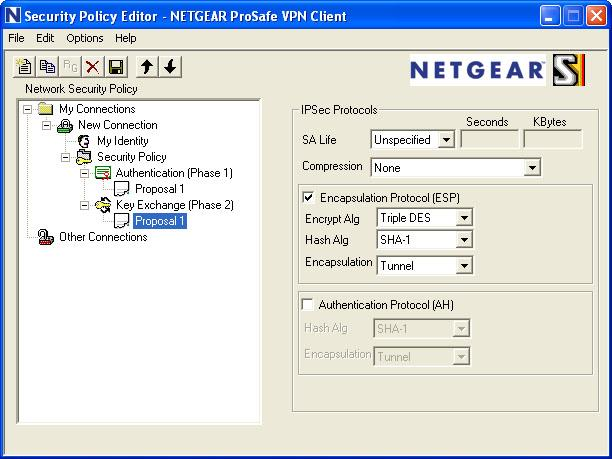 Security Policy Editor - NETGEAR ProSafe VPN Client
File Edit Options Help
NETGEAR S
Network Security Policy
My Connections
New Connection
My Identity
Security Policy
Authentication (Phase 1)
Proposal 1
Key Exchange (Phase 2)
Proposal 1
Other Connections
IPSec Protocols
Seconds KBytes
SA Life Unspecified
Compression None
Encapsulation Protocol (ESP)
Encrypt Alg Triple DES
Hash Alg SHA-1
Encapsulation Tunnel
Authentication Protocol (AH)
Hash Alg SHA-1
Encapsulation Tunnel